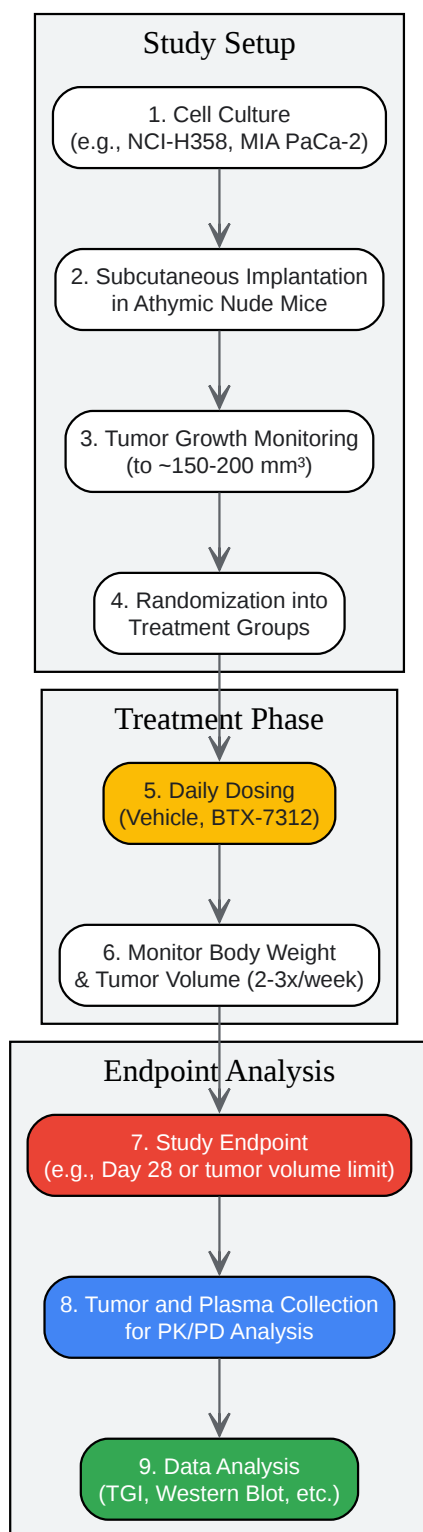 Study Setup
1. Cell Culture
(e.g., NCI-H358, MIA PaCa-2)
2. Subcutaneous Implantation
in Athymic Nude Mice
3. Tumor Growth Monitoring
(to ~150-200 mm³)
4. Randomization into
Treatment Groups
Treatment Phase
5. Daily Dosing
(Vehicle, BTX-7312)
6. Monitor Body Weight
& Tumor Volume (2-3x/week)
Endpoint Analysis
7. Study Endpoint
(e.g., Day 28 or tumor volume limit)
8. Tumor and Plasma Collection
for PK/PD Analysis
9. Data Analysis
(TGI, Western Blot, etc.)